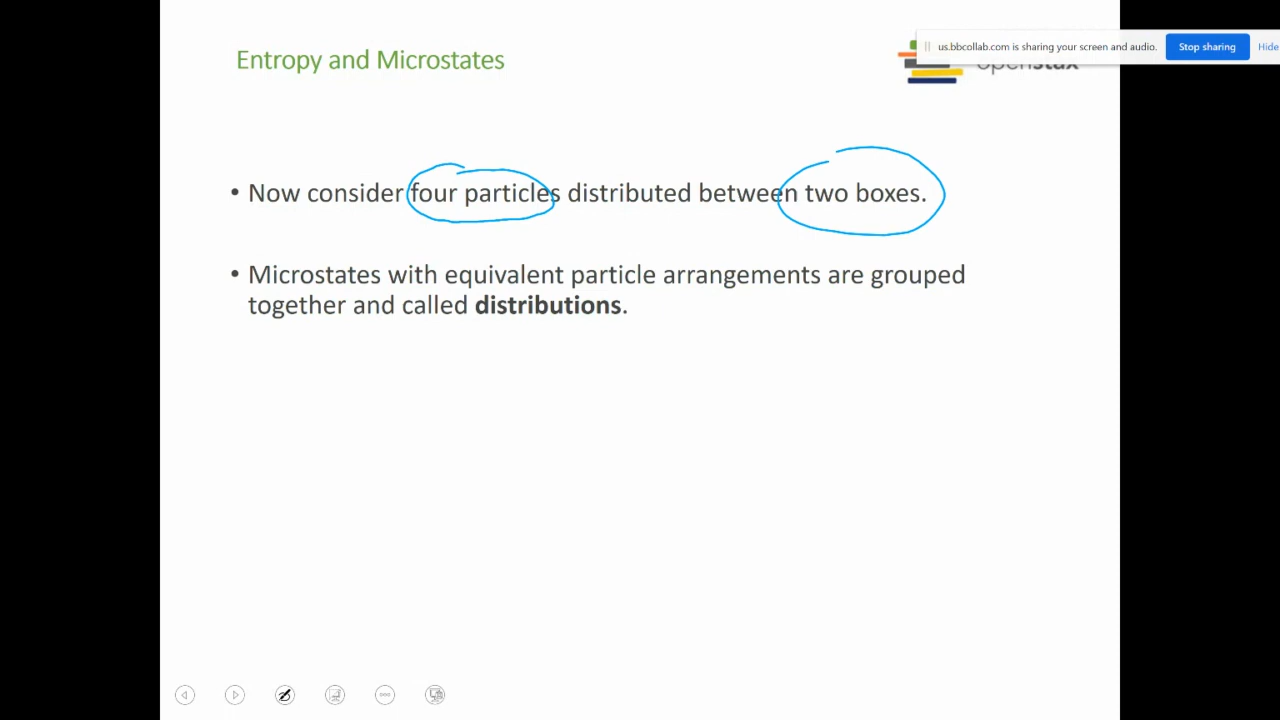 Entropy and Microstates
us.bbcollab.com is sharing your screen and audio. Stop sharing Hide
openstax
• Now consider four particles distributed between two boxes.
• Microstates with equivalent particle arrangements are grouped
together and called distributions.